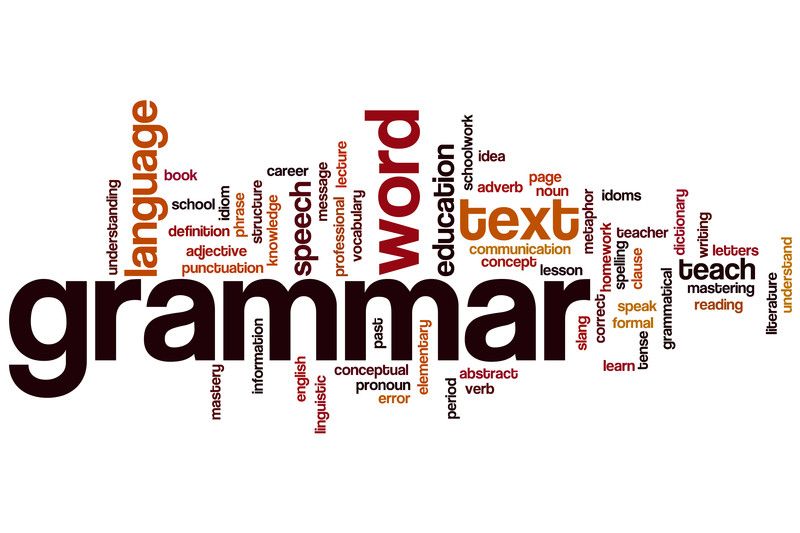 understanding
language
book
school
idiom
phrase
structure
definition
adjective
punctuation
knowledge
career
speech
message
lecture
professional
vocabulary
word
education
schoolwork
idea
adverb
page
noun
text
communication
concept
lesson
metaphor
idoms
teacher
homework
spelling
clause
dictionary
writing
letters
teach
mastering
reading
grammatical
literature
understand
grammar
slang
correct
speak
formal
tense
learn
mastery
information
english
linguistic
past
conceptual
pronoun
error
elementary
period
abstract
verb